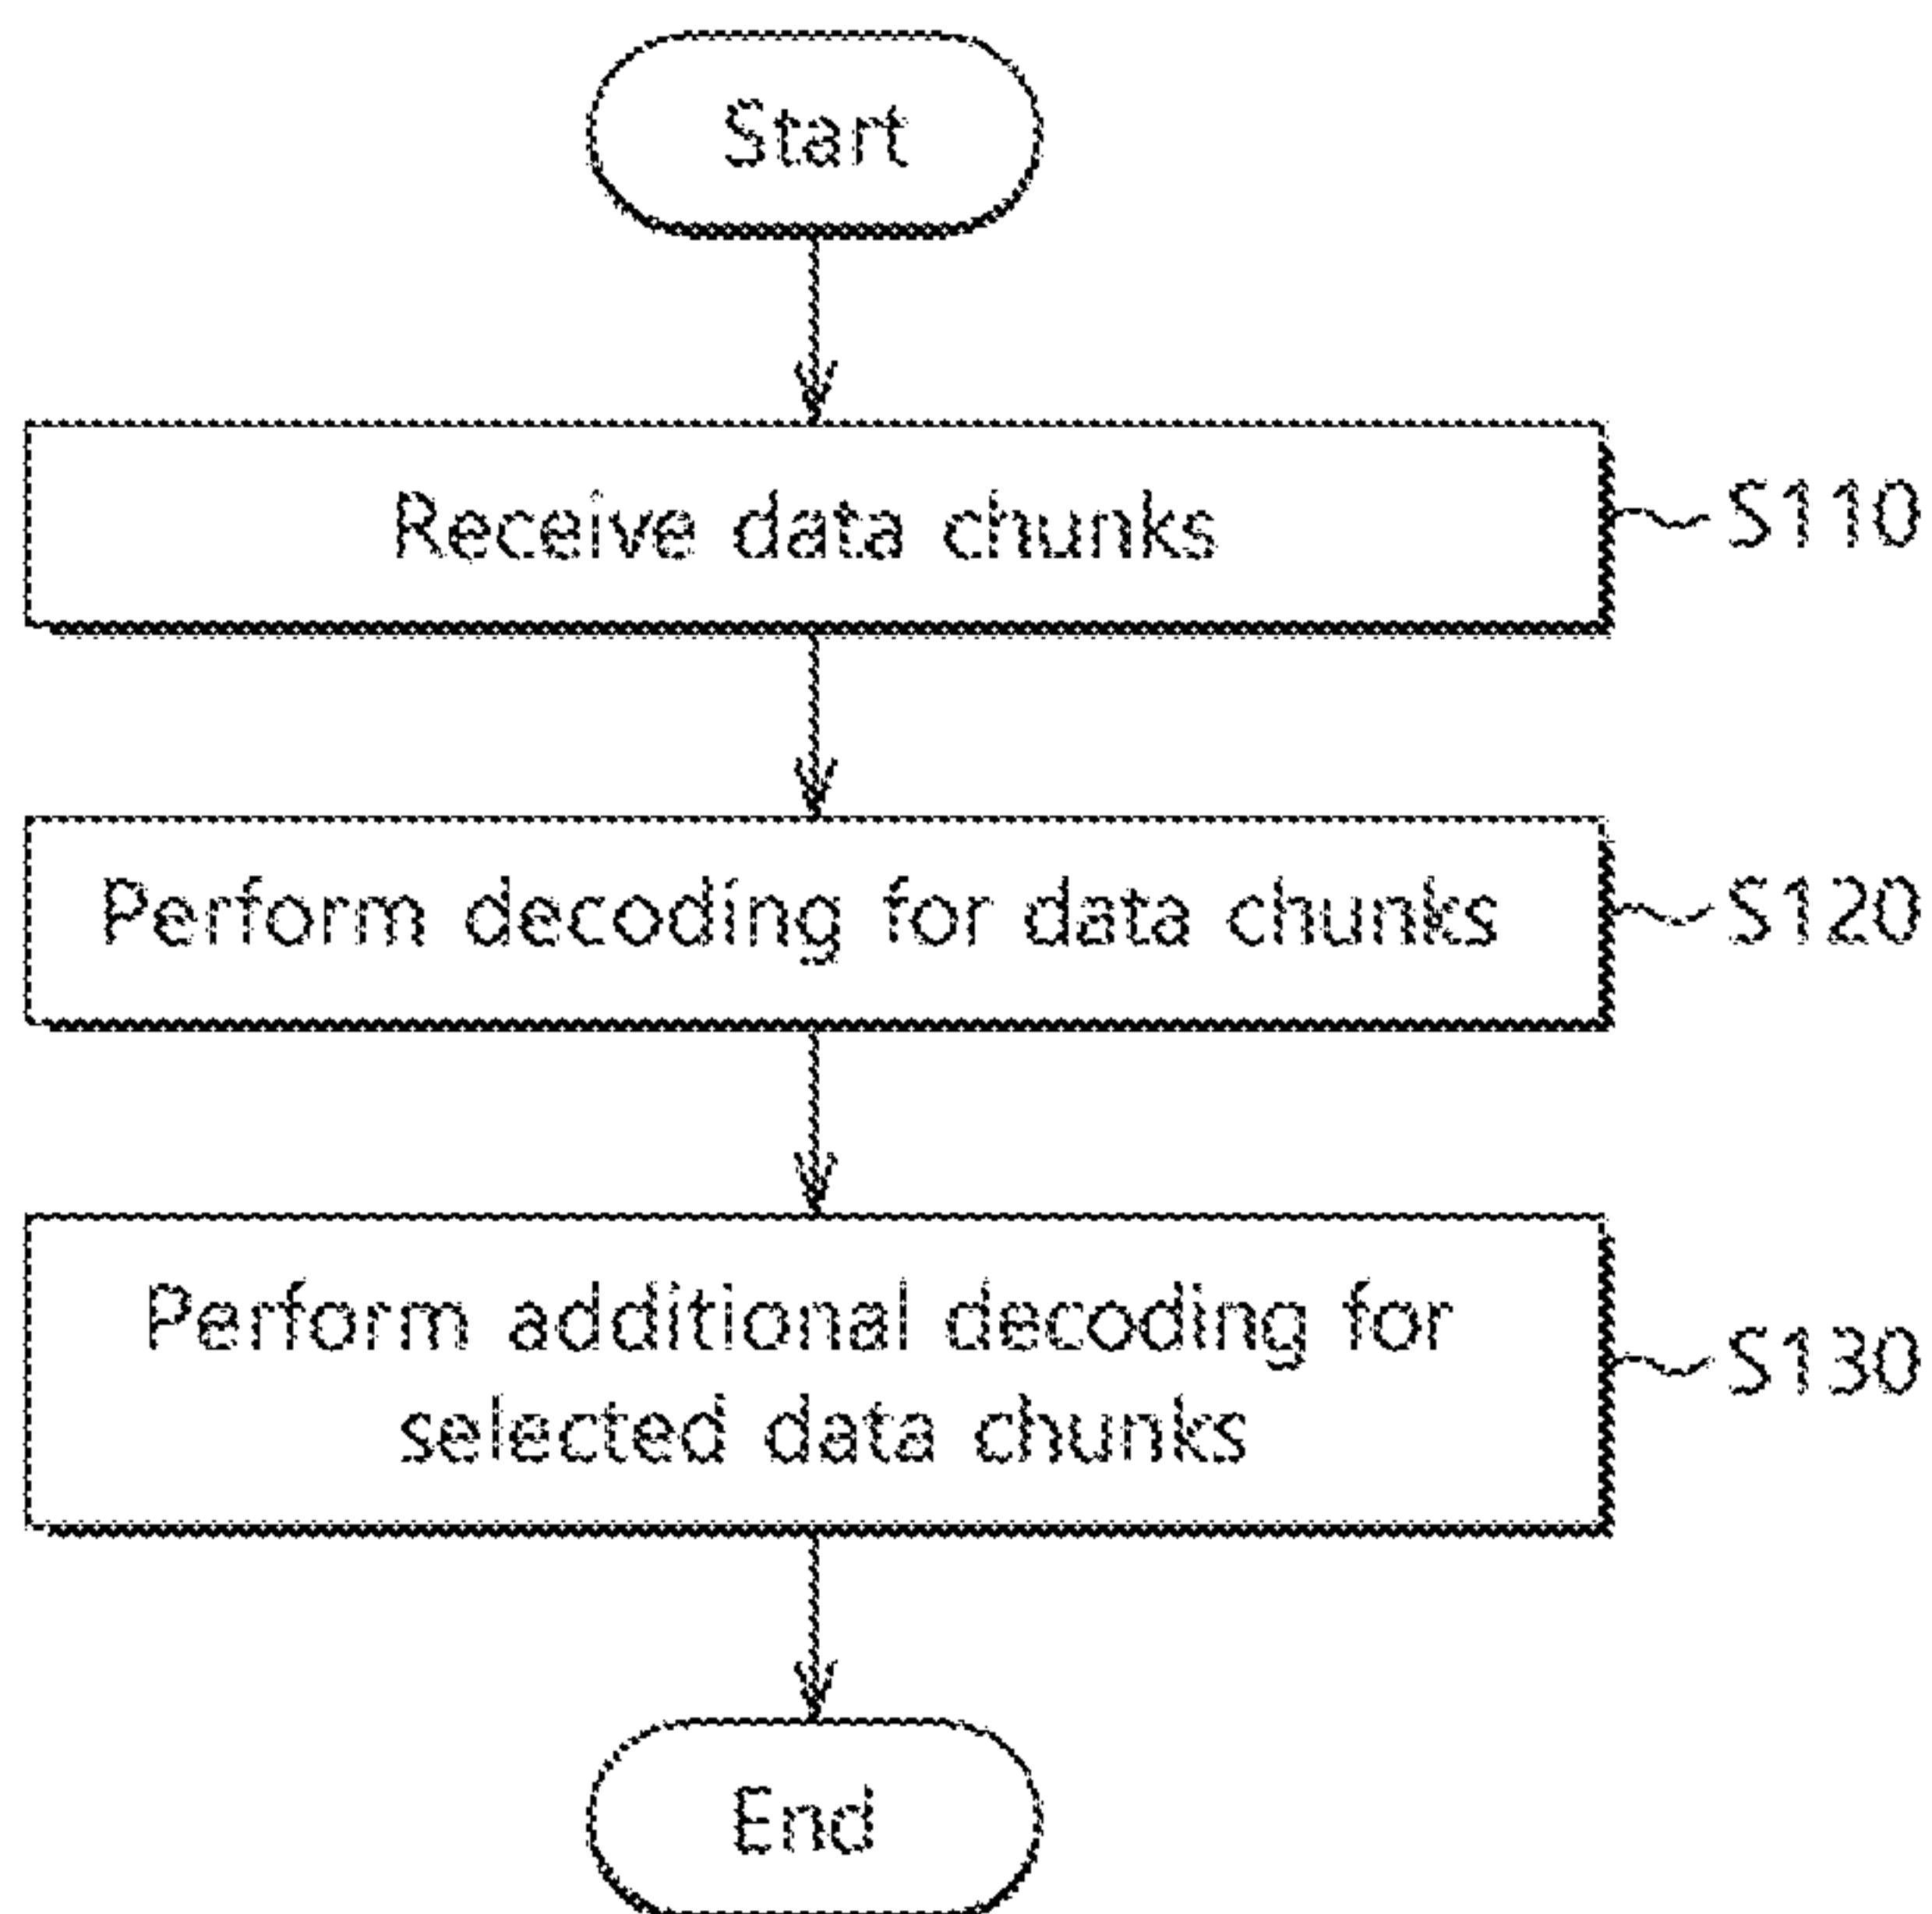 Start
Receive data chunks
S110
Perform decoding for data chunks
S120
Perform additional decoding for
selected data chunks
S130
End